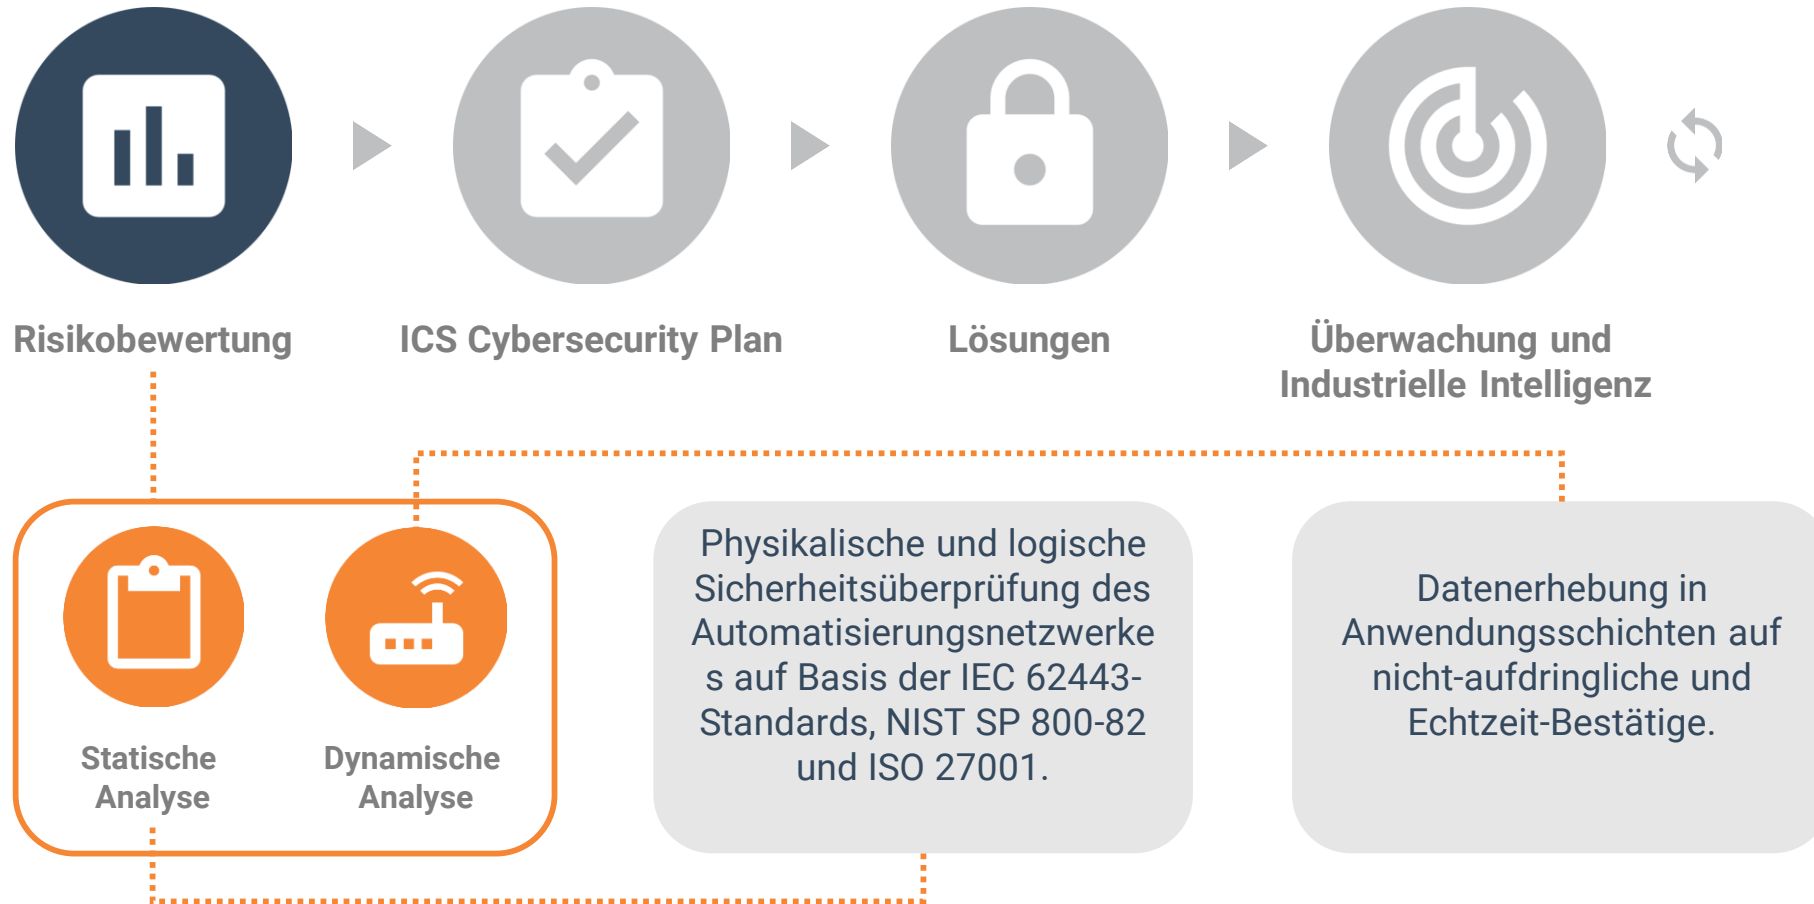 Risikobewertung
ICS Cybersecurity Plan
Lösungen
Überwachung und
Industrielle Intelligenz
Statische
Analyse
Dynamische
Analyse
Physikalische und logische
Sicherheitsüberprüfung des
Automatisierungsnetzwerke
s auf Basis der IEC 62443-
Standards, NIST SP 800-82
und ISO 27001.
Datenerhebung in
Anwendungsschichten auf
nicht-aufdringliche und
Echtzeit-Bestätige.